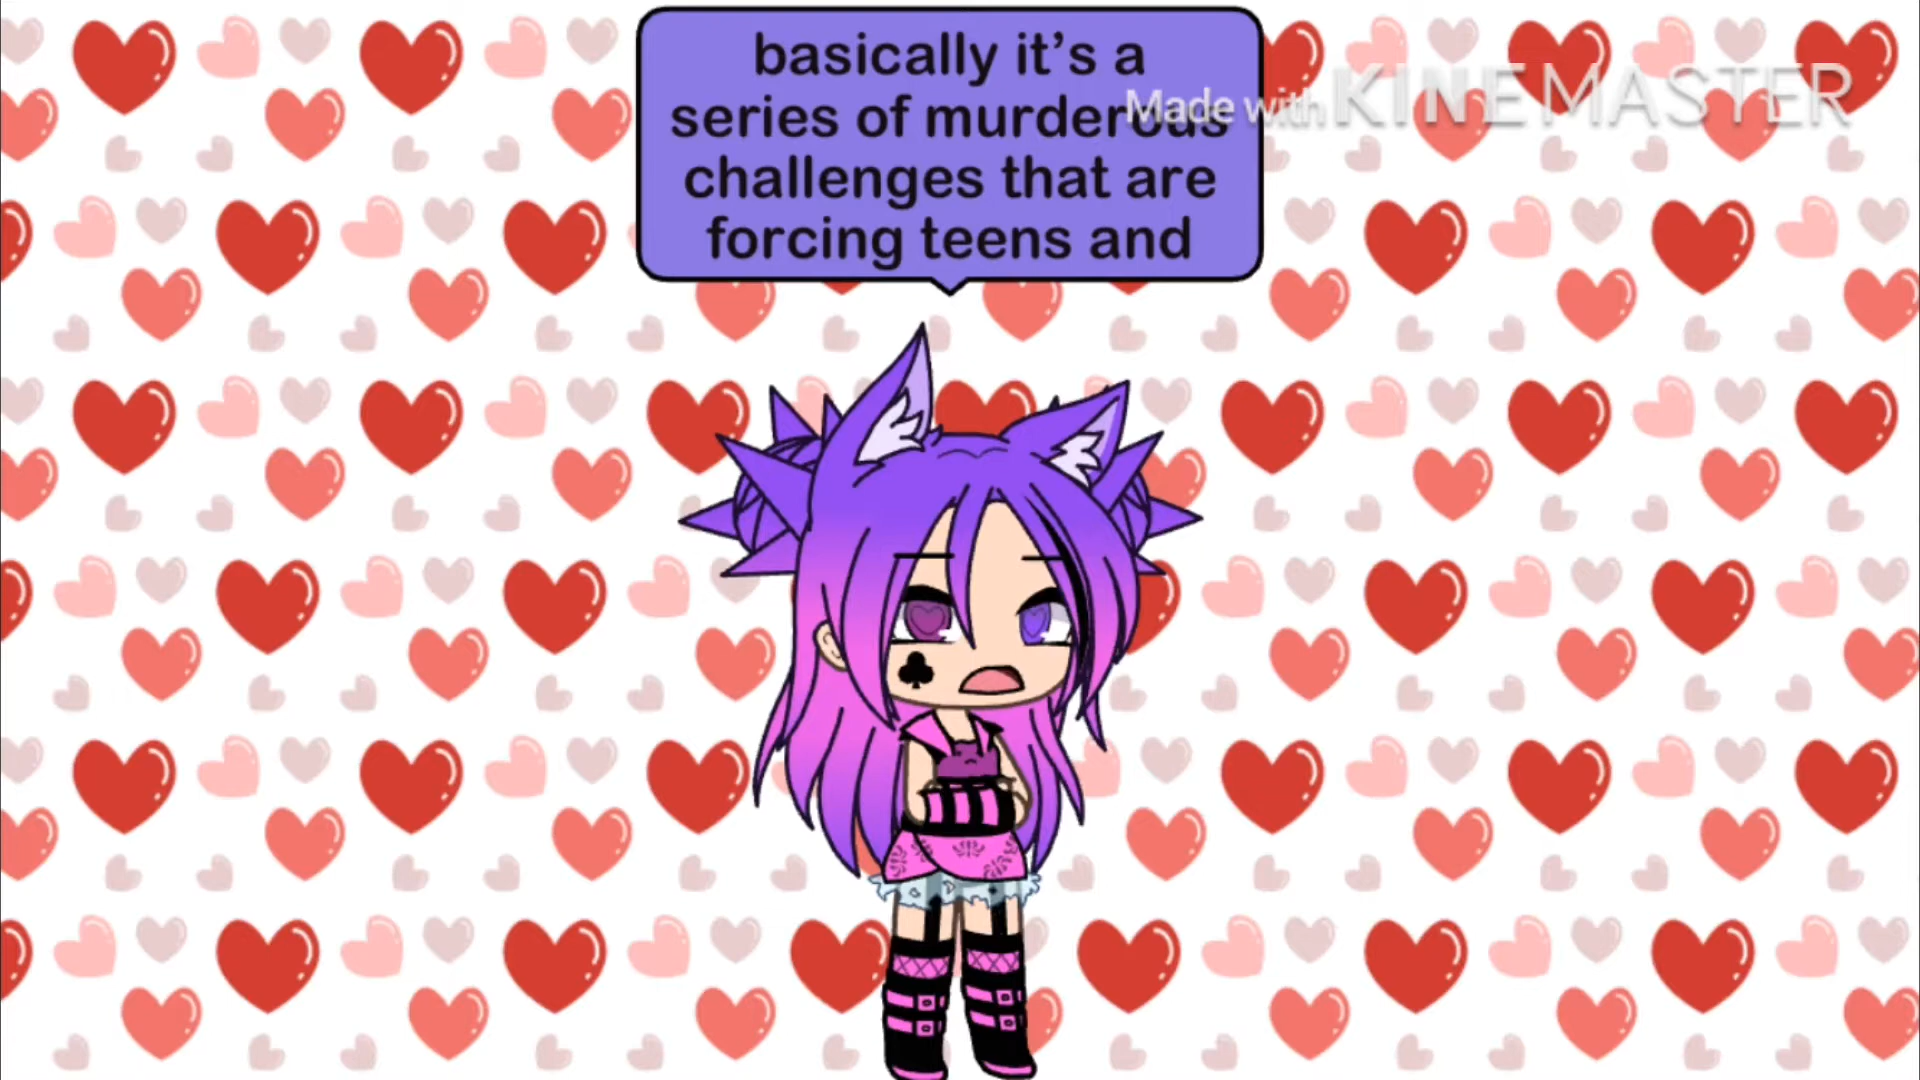 basically it’s a
series of murderous
challenges that are
forcing teens and
Made with KINEMASTER